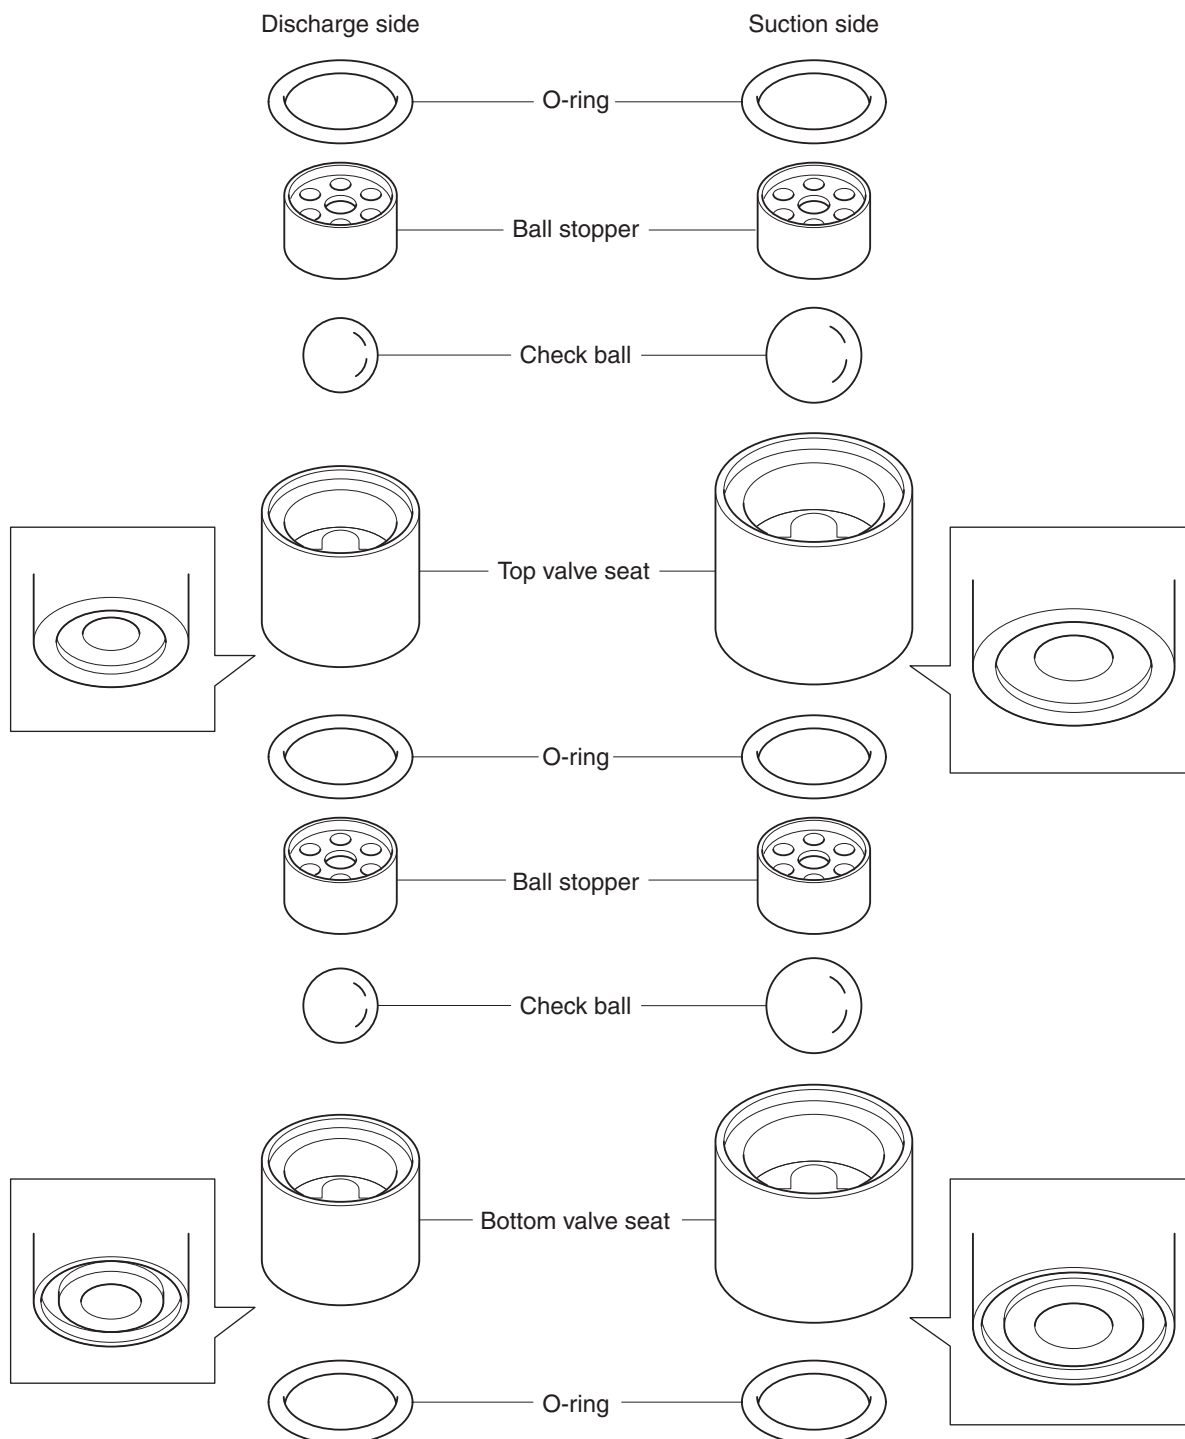 Discharge side
Suction side
O-ring
Ball stopper
Check ball
Top valve seat
O-ring
Ball stopper
Check ball
Bottom valve seat
O-ring